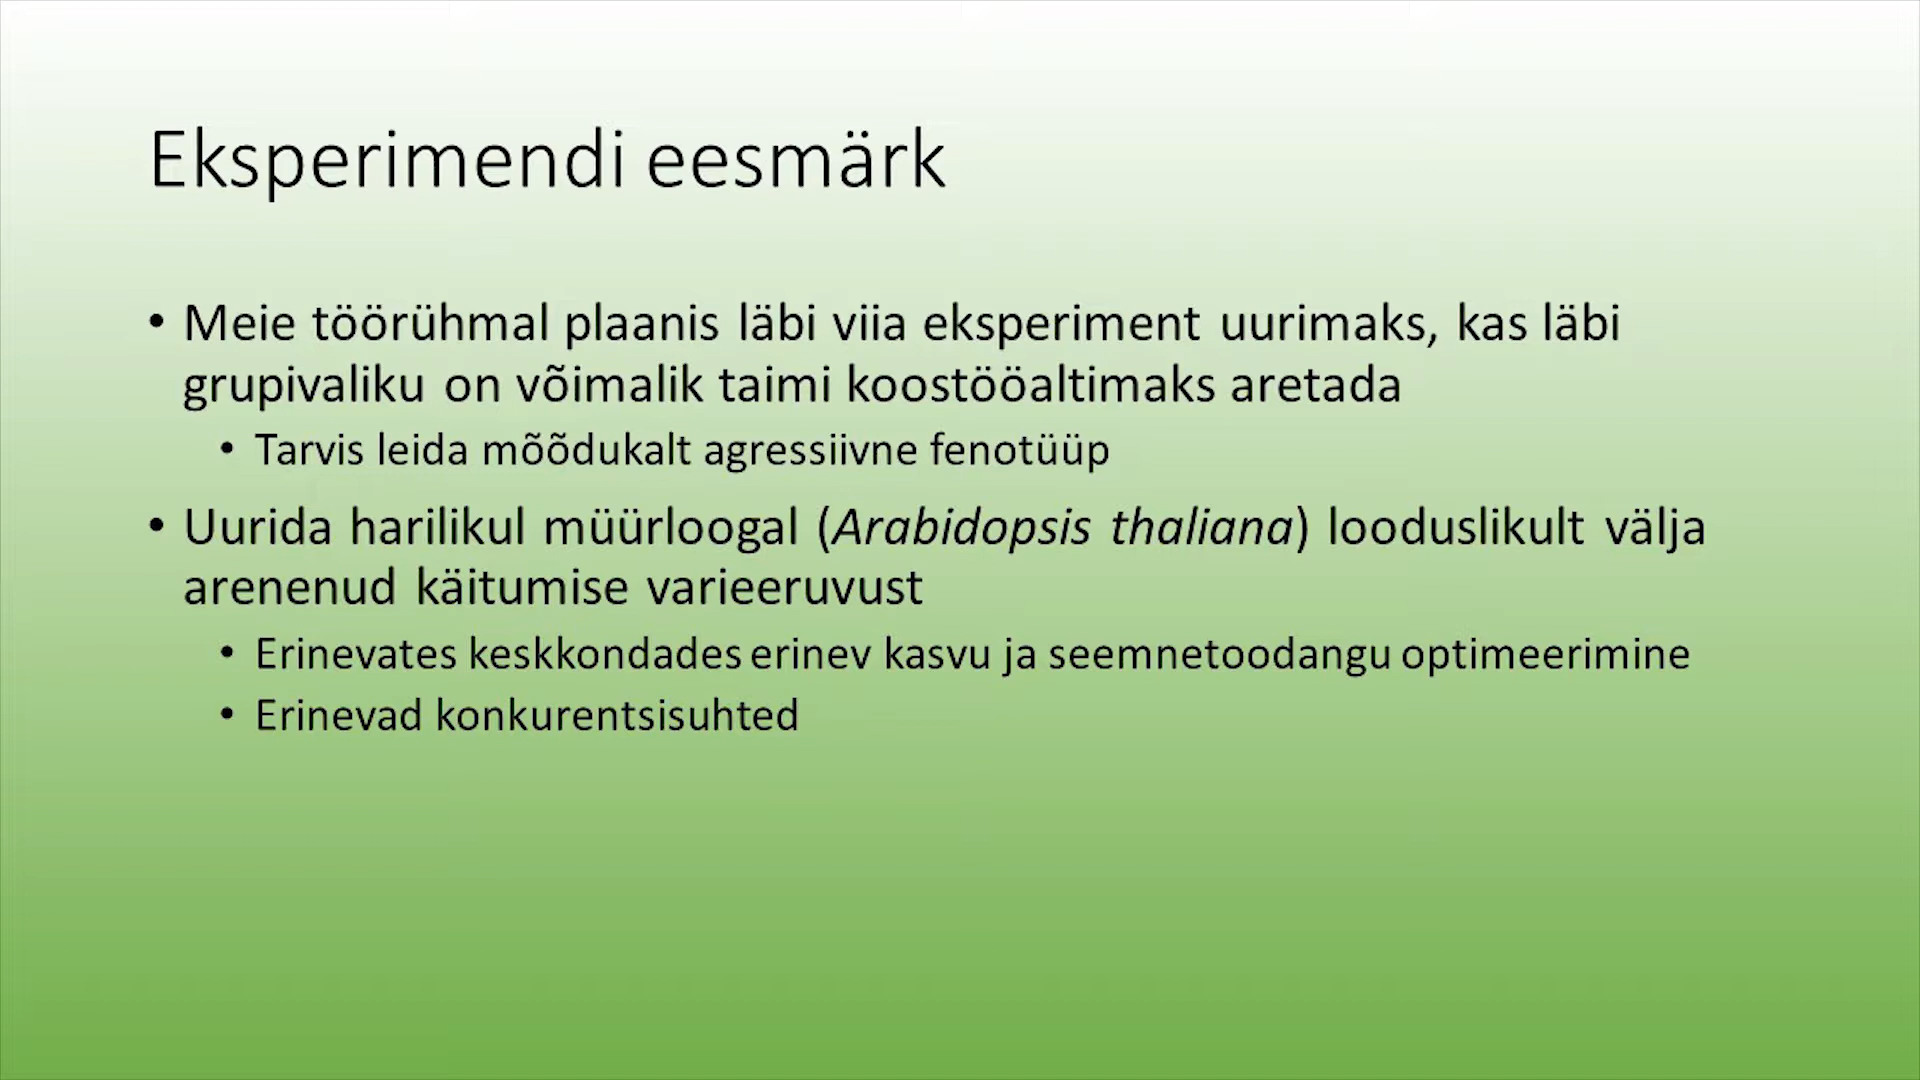 Eksperimendi eesmärk
• Meie töörühmal plaanis läbi viia eksperiment uurimaks, kas läbi
grupivaliku on võimalik taimi koostööaltimaks aretada
• Tarvis leida mõõdukalt agressiivne fenotüüp
• Uurida harilikul müürloogal (Arabidopsis thaliana) looduslikult välja
arenenud käitumise varieeruvust
• Erinevates keskkondades erinev kasvu ja seemnetoodangu optimeerimine
• Erinevad konkurentsisuhted